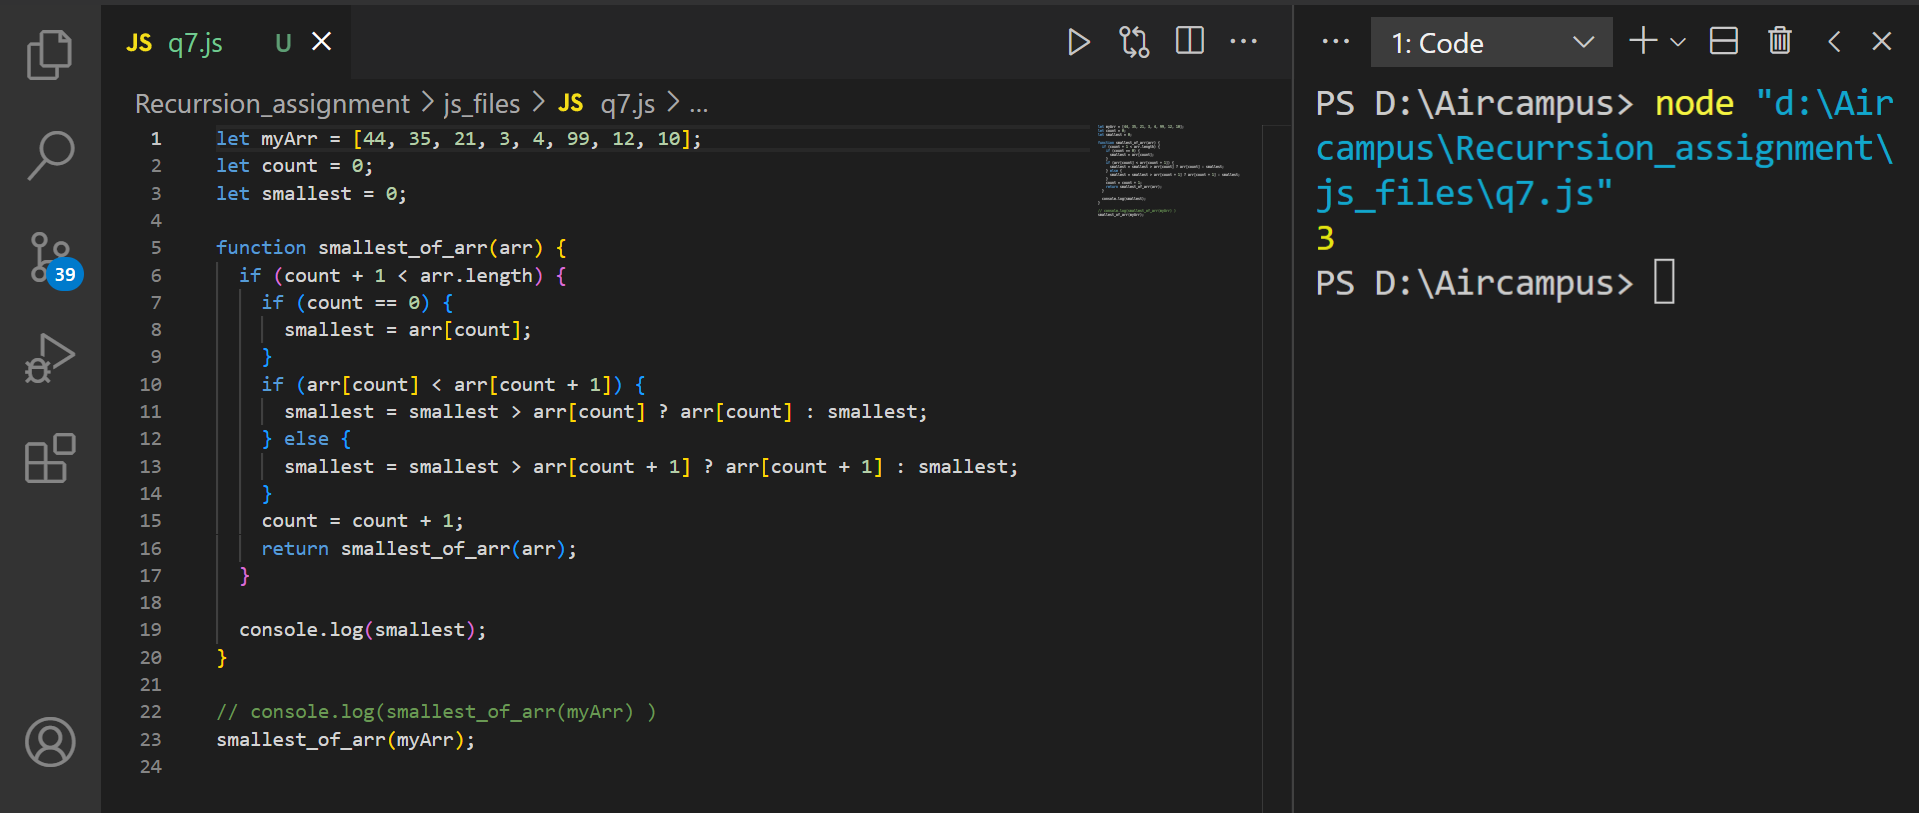 JS q7.js U
Recurrsion_assignment > js_files > JS q7.js > ...
1 let myArr = [44, 35, 21, 3, 4, 99, 12, 10];
2 let count = 0;
3 let smallest = 0;
4
5 function smallest_of_arr(arr) {
6 if (count + 1 < arr.length) {
7 if (count == 0) {
8 smallest = arr[count];
9 }
10 if (arr[count] < arr[count + 1]) {
11 smallest = smallest > arr[count] ? arr[count] : smallest;
12 } else {
13 smallest = smallest > arr[count + 1] ? arr[count + 1] : smallest;
14 }
15 count = count + 1;
16 return smallest_of_arr(arr);
17 }
18
19 console.log(smallest);
20 }
21
22 // console.log(smallest_of_arr(myArr) )
23 smallest_of_arr(myArr);
24
39
1: Code
PS D:\Aircampus> node "d:\Air
campus\Recurrsion_assignment\
js_files\q7.js"
3
PS D:\Aircampus>